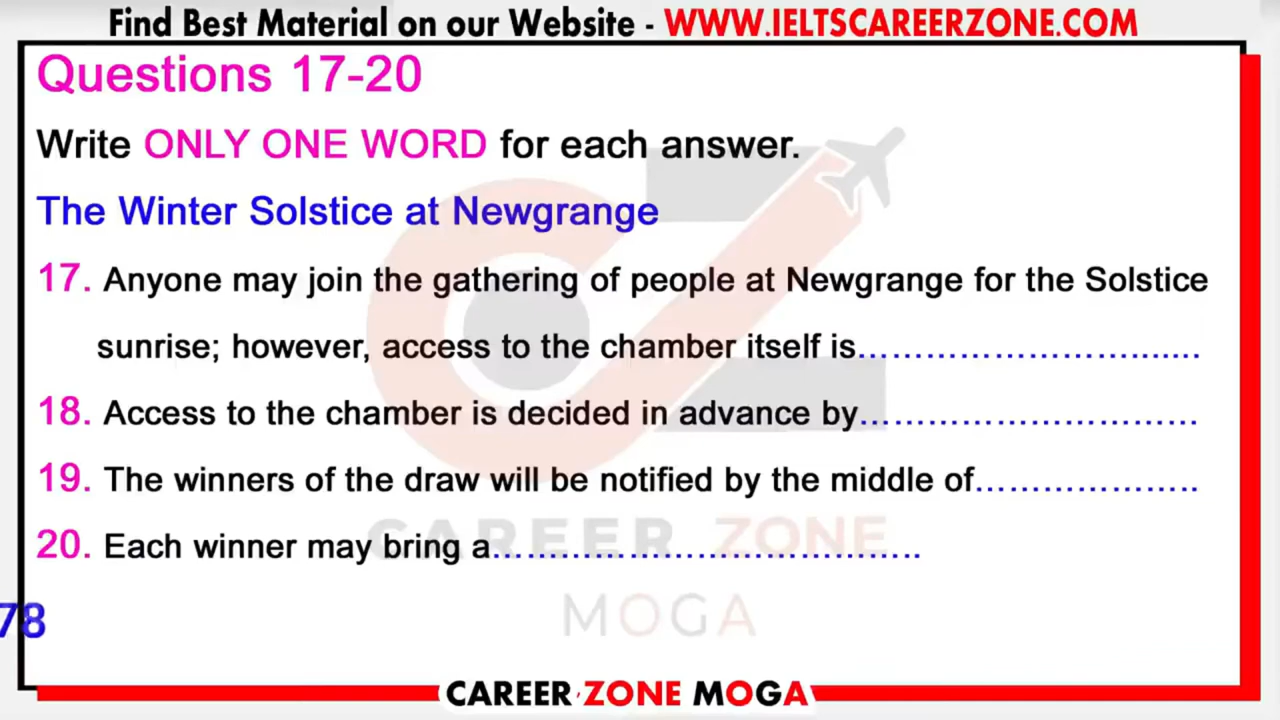 Find Best Material on our Website - WWW.IELTSCAREERZONE.COM
Questions 17-20
Write ONLY ONE WORD for each answer.
The Winter Solstice at Newgrange
17. Anyone may join the gathering of people at Newgrange for the Solstice
sunrise; however, access to the chamber itself is..............................
18. Access to the chamber is decided in advance by..............................
19. The winners of the draw will be notified by the middle of....................
20. Each winner may bring a........................................
CAREER ZONE
MOGA
78
CAREER ZONE MOGA